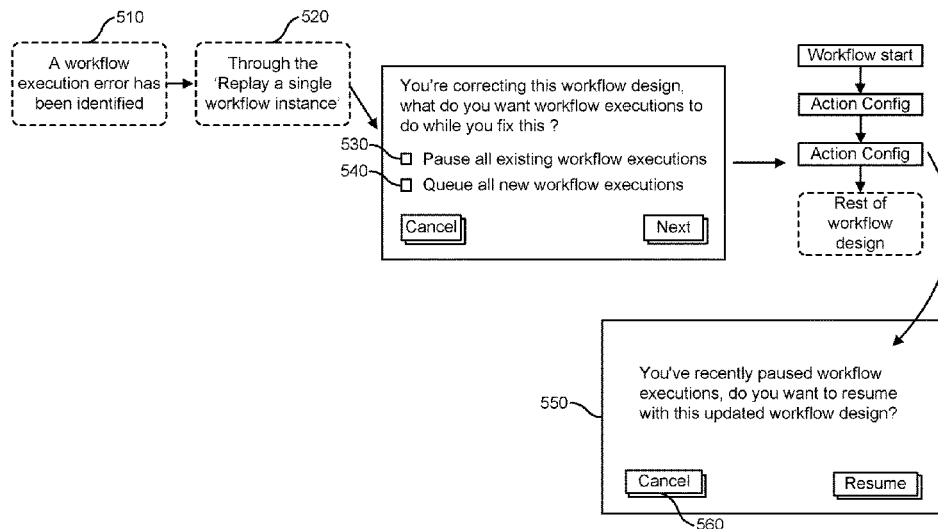 510
A workflow
execution error has
been identified
520
Through the
'Replay a single
workflow instance'
You're correcting this workflow design,
what do you want workflow executions to
do while you fix this ?
530
Pause all existing workflow executions
540
Queue all new workflow executions
Cancel
Next
Workflow start
Action Config
Action Config
Rest of
workflow
design
550
You've recently paused workflow
executions, do you want to resume
with this updated workflow design?
Cancel
Resume
560